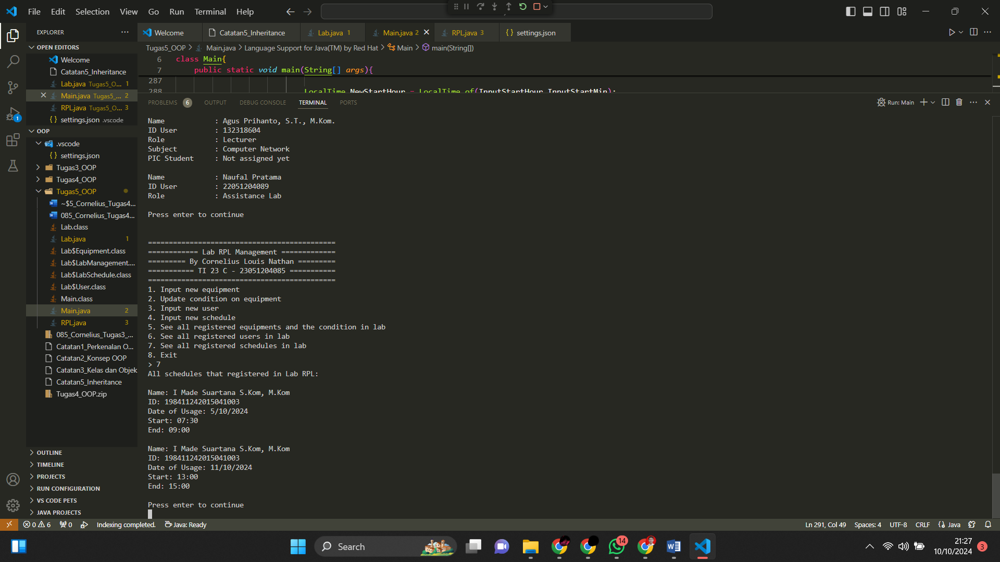 File Edit Selection View Go Run Terminal Help
EXPLORER
Welcome
Catatan5_Inheritance
Lab.java 1
Main.java 2
RPL.java 3
settings.json
OPEN EDITORS
Welcome
Catatan5_Inheritance
Lab.java Tugas5_O... 1
Main.java Tugas5_... 2
RPL.java Tugas5_O... 3
settings.json .vscode
OOP
.vscode
settings.json
Tugas3_OOP
Tugas4_OOP
Tugas5_OOP
~$5_Cornelius_Tugas4...
085_Cornelius_Tugas4...
Lab.class
Lab.java 1
Lab$Equipment.class
Lab$LabManagement....
Lab$LabSchedule.class
Lab$User.class
Main.class
Main.java 2
RPL.java 3
085_Cornelius_Tugas3_...
Catatan1_Perkenalan O...
Catatan2_Konsep OOP
Catatan3_Kelas dan Objek
Catatan5_Inheritance
Tugas4_OOP.zip
OUTLINE
TIMELINE
PROJECTS
RUN CONFIGURATION
VS CODE PETS
JAVA PROJECTS
1
Tugas5_OOP > Main.java > Language Support for Java(TM) by Red Hat > Main > main(String[])
6 class Main{
7 public static void main(String[] args){
287
288 LocalTime NewStartHour = LocalTime.of(InputStartHour,InputStartMin);
PROBLEMS 6 OUTPUT DEBUG CONSOLE TERMINAL PORTS
Run: Main
Name : Agus Prihanto, S.T., M.Kom.
ID User : 132318604
Role : Lecturer
Subject : Computer Network
PIC Student : Not assigned yet
Name : Naufal Pratama
ID User : 22051204089
Role : Assistance Lab
Press enter to continue
=============================================
============ Lab RPL Management =============
========= By Cornelius Louis Nathan =========
=========== TI 23 C - 23051204085 ===========
=============================================
1. Input new equipment
2. Update condition on equipment
3. Input new user
4. Input new schedule
5. See all registered equipments and the condition in lab
6. See all registered users in lab
7. See all registered schedules in lab
8. Exit
> 7
All schedules that registered in Lab RPL:
Name: I Made Suartana S.Kom, M.Kom
ID: 198411242015041003
Date of Usage: 5/10/2024
Start: 07:30
End: 09:00
Name: I Made Suartana S.Kom, M.Kom
ID: 198411242015041003
Date of Usage: 11/10/2024
Start: 13:00
End: 15:00
Press enter to continue
0 6 0 Indexing completed. Java: Ready
Ln 291, Col 49 Spaces: 4 UTF-8 CRLF {} Java
Search
14
21:27
10/10/2024
3